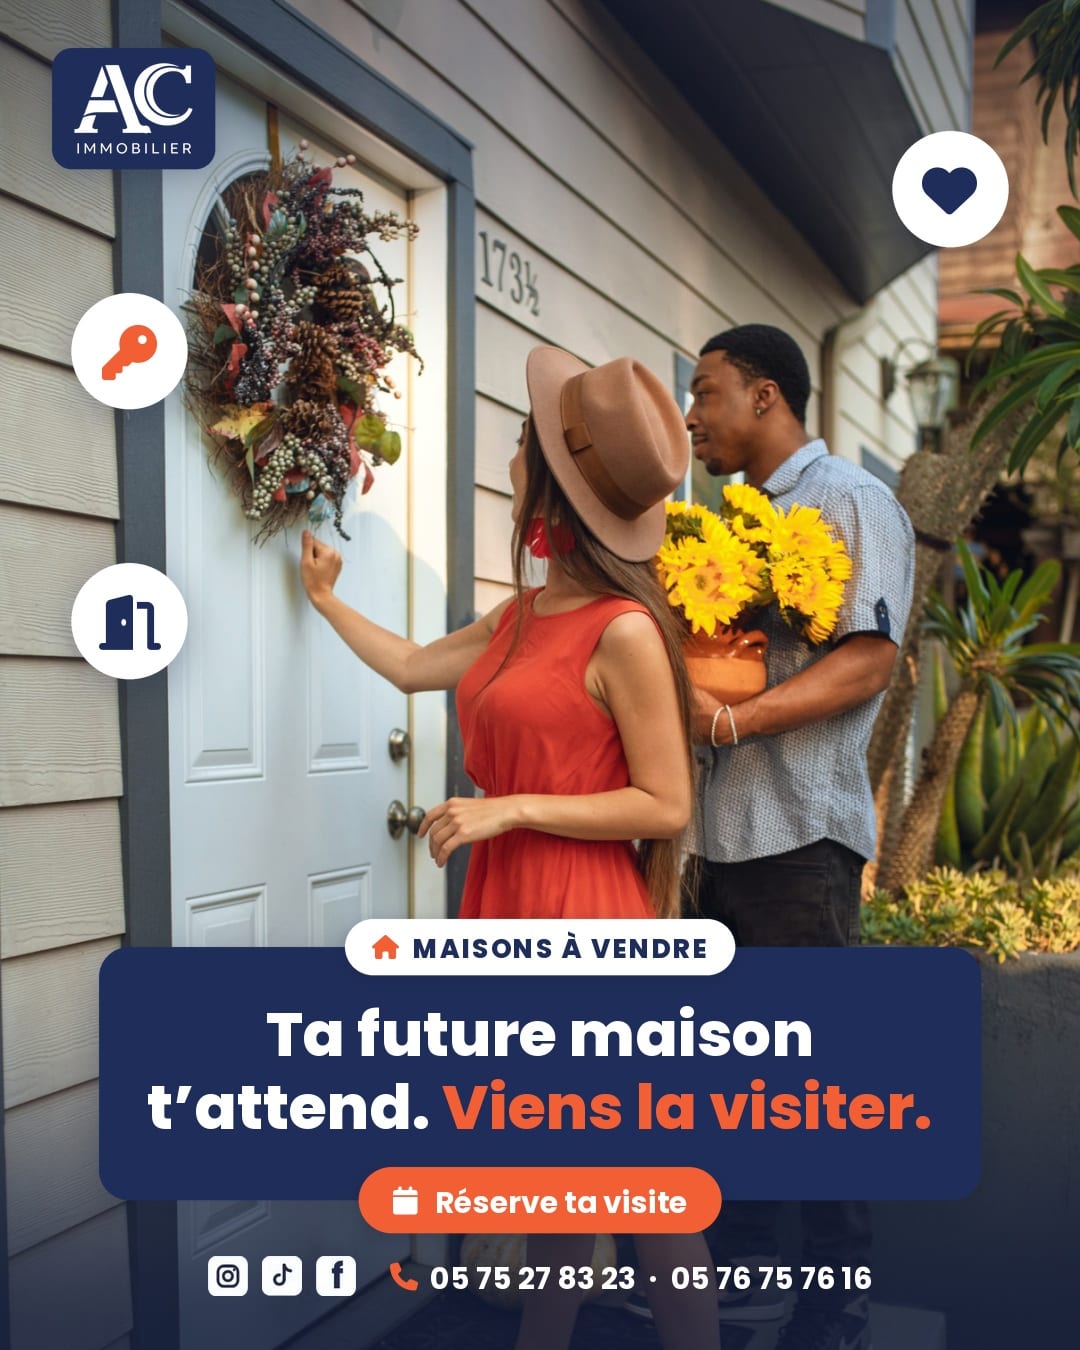 AC
IMMOBILIER
173½
MAISONS À VENDRE
Ta future maison
t’attend. Viens la visiter.
Réserve ta visite
05 75 27 83 23 · 05 76 75 76 16